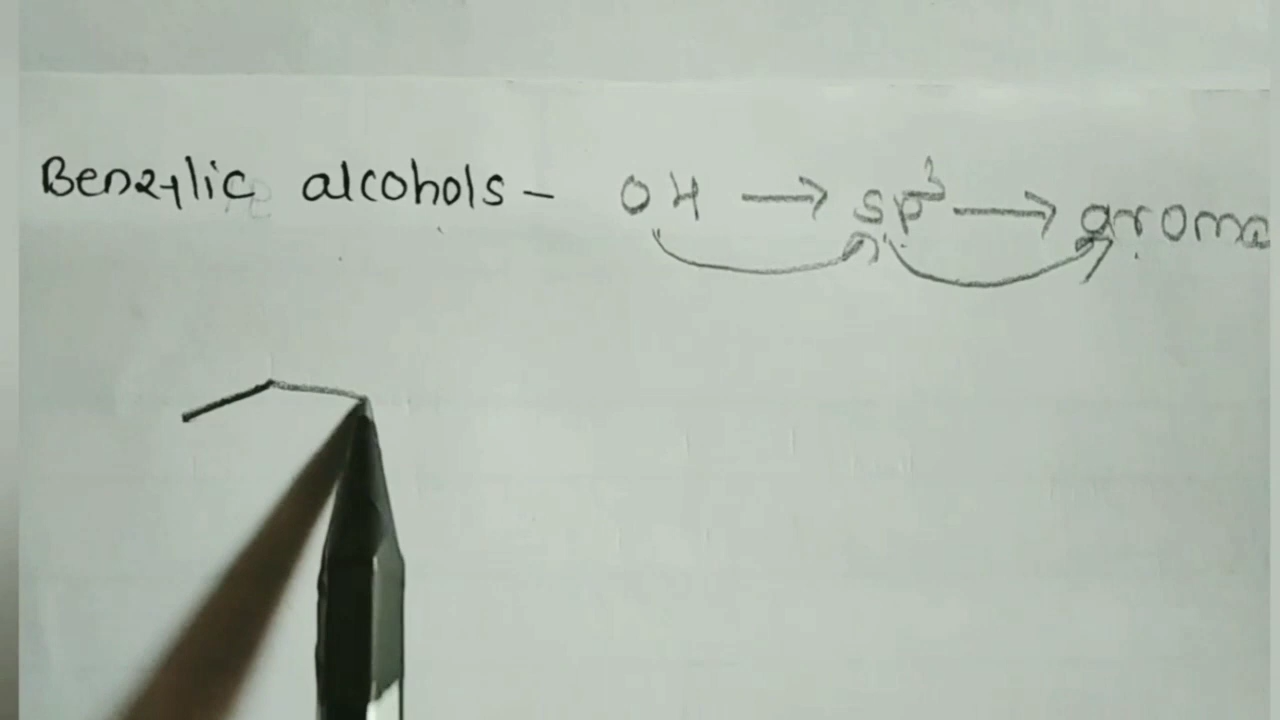 Benzylic alcohols - OH → sp³ → aroma